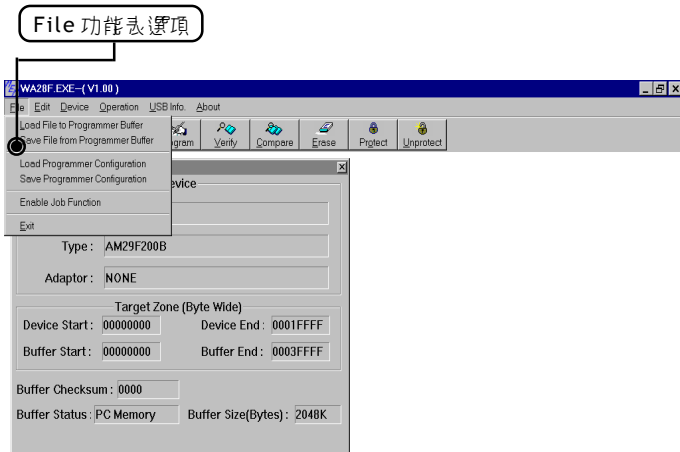 File 功能表選項
WA28F.EXE--( V1.00 )
File Edit Device Operation USB Info. About
Load File to Programmer Buffer
Save File from Programmer Buffer
Load Programmer Configuration
Save Programmer Configuration
Enable Job Function
Exit
Verify Compare Erase Protect Unprotect
Type : AM29F200B
Adaptor : NONE
Target Zone (Byte Wide)
Device Start : 00000000 Device End : 0001FFFF
Buffer Start : 00000000 Buffer End : 0003FFFF
Buffer Checksum : 0000
Buffer Status : PC Memory Buffer Size(Bytes) : 2048K